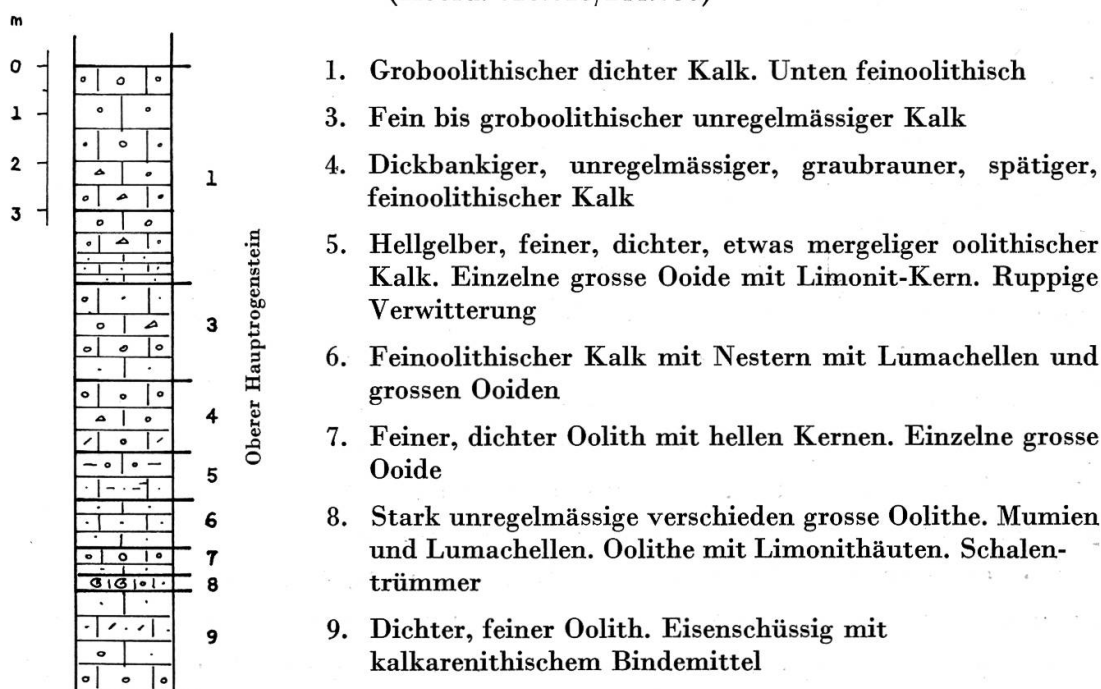 m
0
1
2
3
1
3
4
5
6
7
8
9
Oberer Hauptrogenstein
1. Groboolithischer dichter Kalk. Unten feinoolithisch
3. Fein bis groboolithischer unregelmässiger Kalk
4. Dickbankiger, unregelmässiger, graubrauner, spätiger,
feinoolithischer Kalk
5. Hellgelber, feiner, dichter, etwas mergeliger oolithischer
Kalk. Einzelne grosse Ooide mit Limonit-Kern. Ruppige
Verwitterung
6. Feinoolithischer Kalk mit Nestern mit Lumachellen und
grossen Ooiden
7. Feiner, dichter Oolith mit hellen Kernen. Einzelne grosse
Ooide
8. Stark unregelmässige verschieden grosse Oolithe. Mumien
und Lumachellen. Oolithe mit Limonithäuten. Schalen-
trümmer
9. Dichter, feiner Oolith. Eisenschüssig mit
kalkarenithischem Bindemittel